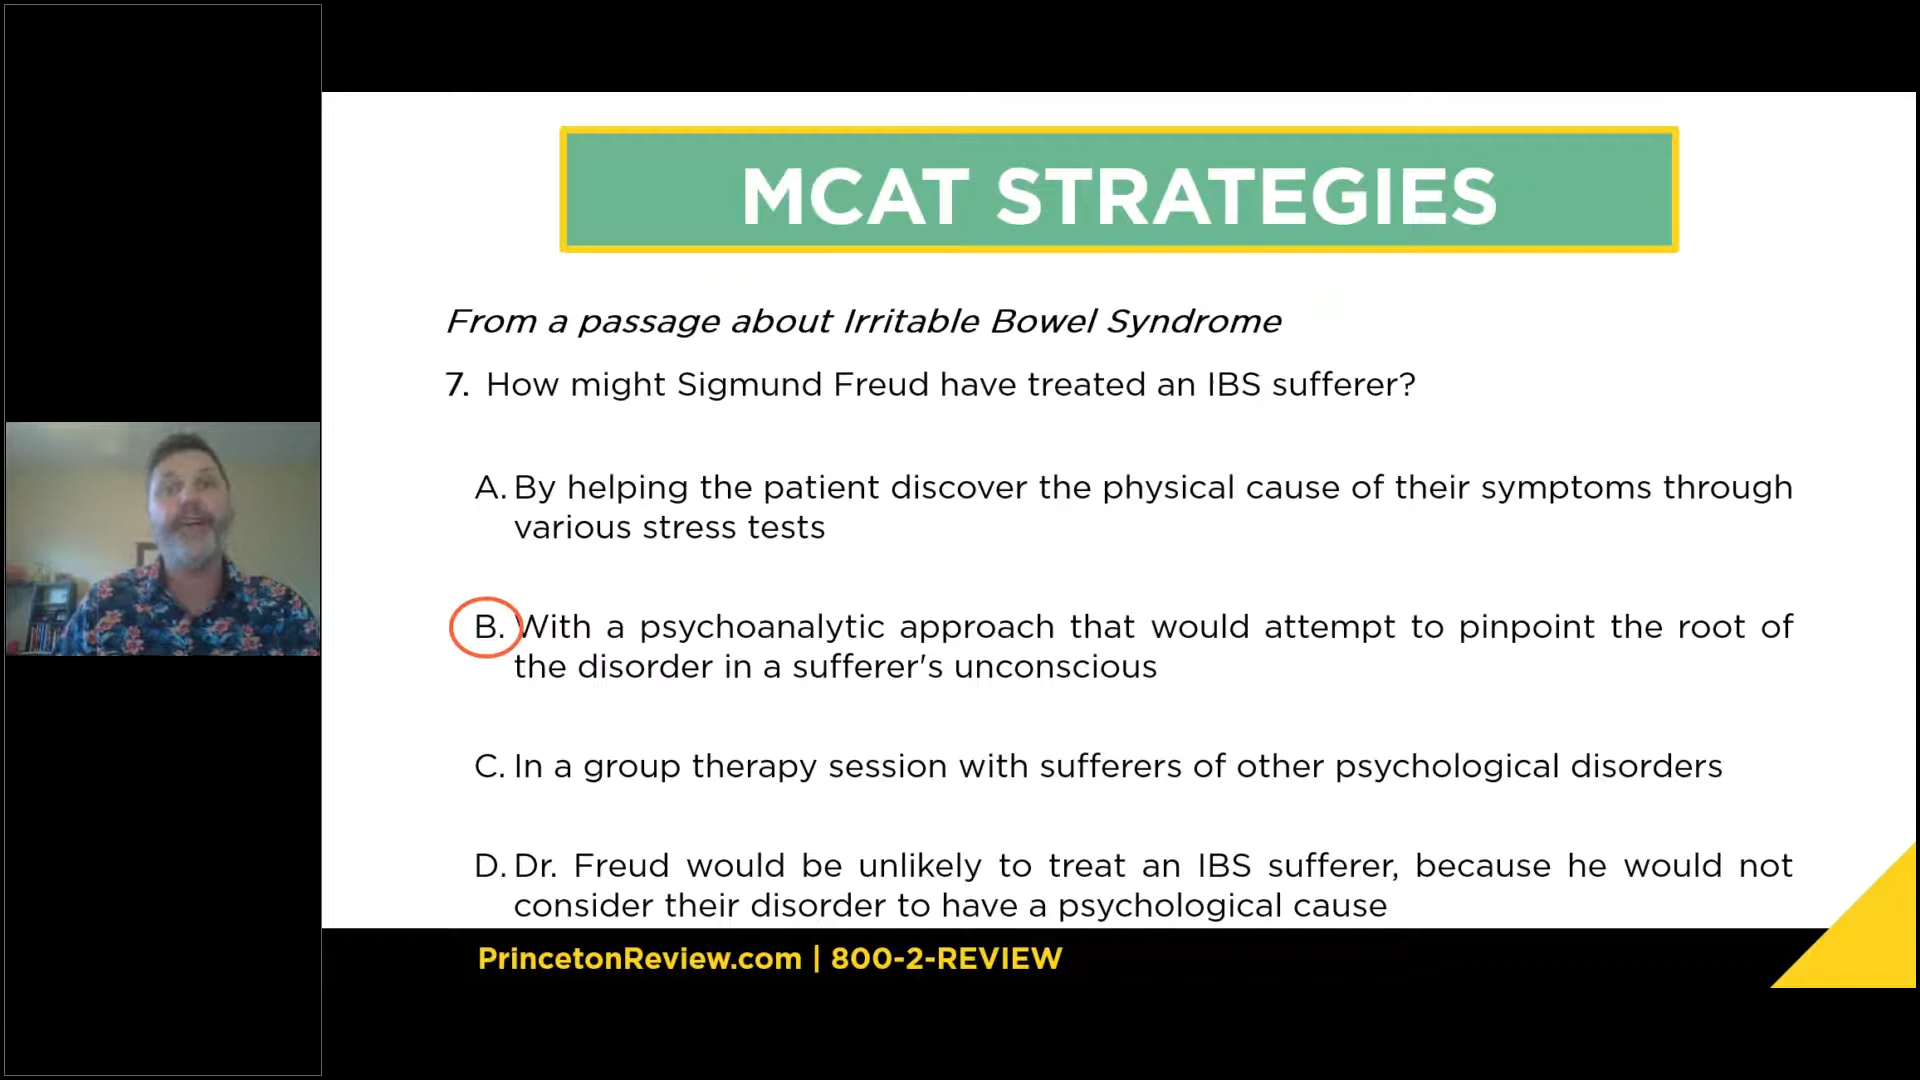 MCAT STRATEGIES
From a passage about Irritable Bowel Syndrome
7. How might Sigmund Freud have treated an IBS sufferer?
A. By helping the patient discover the physical cause of their symptoms through
various stress tests
B. With a psychoanalytic approach that would attempt to pinpoint the root of
the disorder in a sufferer's unconscious
C. In a group therapy session with sufferers of other psychological disorders
D. Dr. Freud would be unlikely to treat an IBS sufferer, because he would not
consider their disorder to have a psychological cause
PrincetonReview.com | 800-2-REVIEW